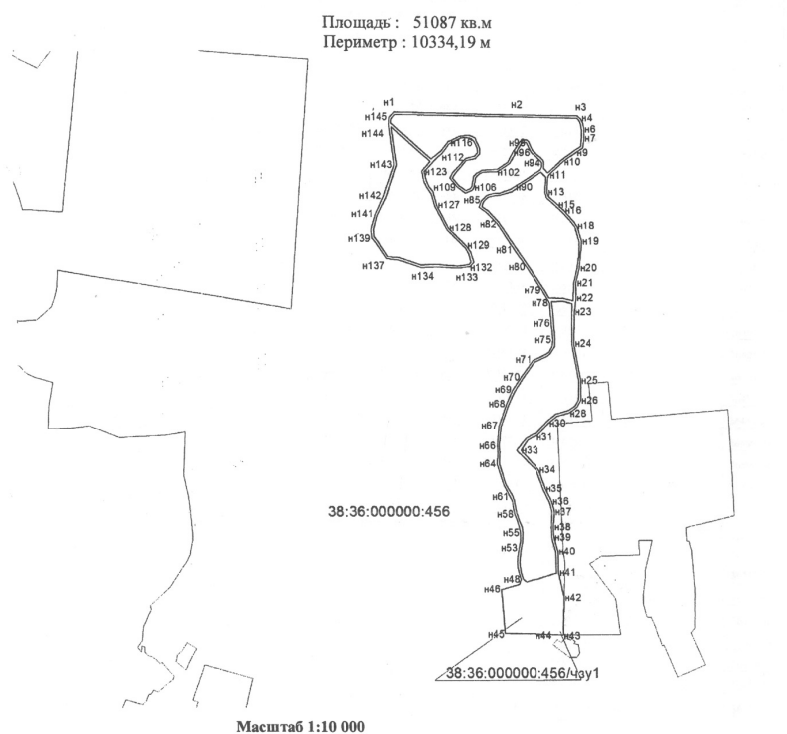 Площадь : 51087 кв.м
Периметр : 10334,19 м
н1
н2
н3
н145
н4
н144
н6
н7
н116
н98
н96
н9
н143
н112
н94
н10
н123
н102
н11
н109
н106
н90
н13
н142
н85
н127
н15
н16
н141
н82
н128
н18
н139
н129
н81
н19
н137
н134
н133
н132
н80
н20
н79
н21
н78
н22
н23
н76
н75
н24
н71
н70
н25
н69
н68
н26
н28
н67
н30
н31
н66
н33
н64
н34
н35
н61
н36
38:36:000000:456
н58
н37
н55
н38
н39
н53
н40
н48
н41
н46
н42
н45
н44
н43
38:36:000000:456/чзу1
Масштаб 1:10 000